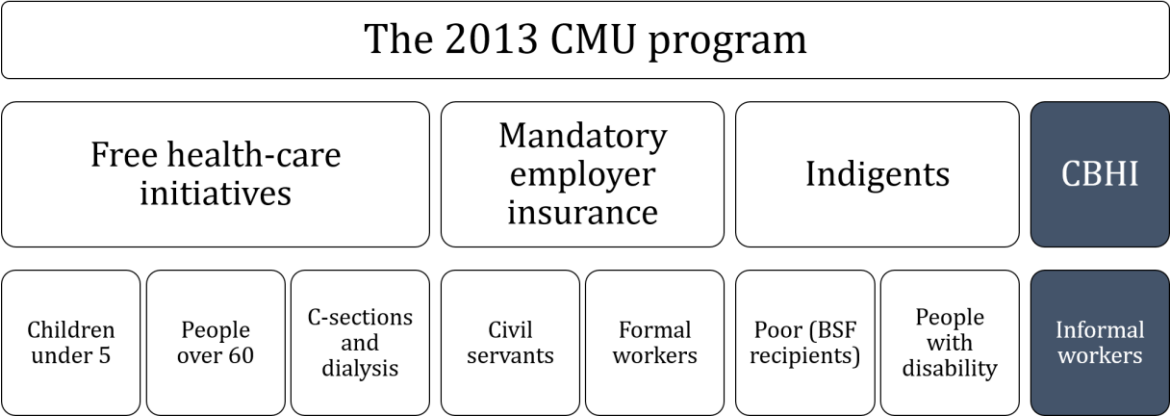 The 2013 CMU program
Free health-care
initiatives
Mandatory
employer
insurance
Indigents
CBHI
Children
under 5
People
over 60
C-sections
and
dialysis
Civil
servants
Formal
workers
Poor (BSF
recipients)
People
with
disability
Informal
workers